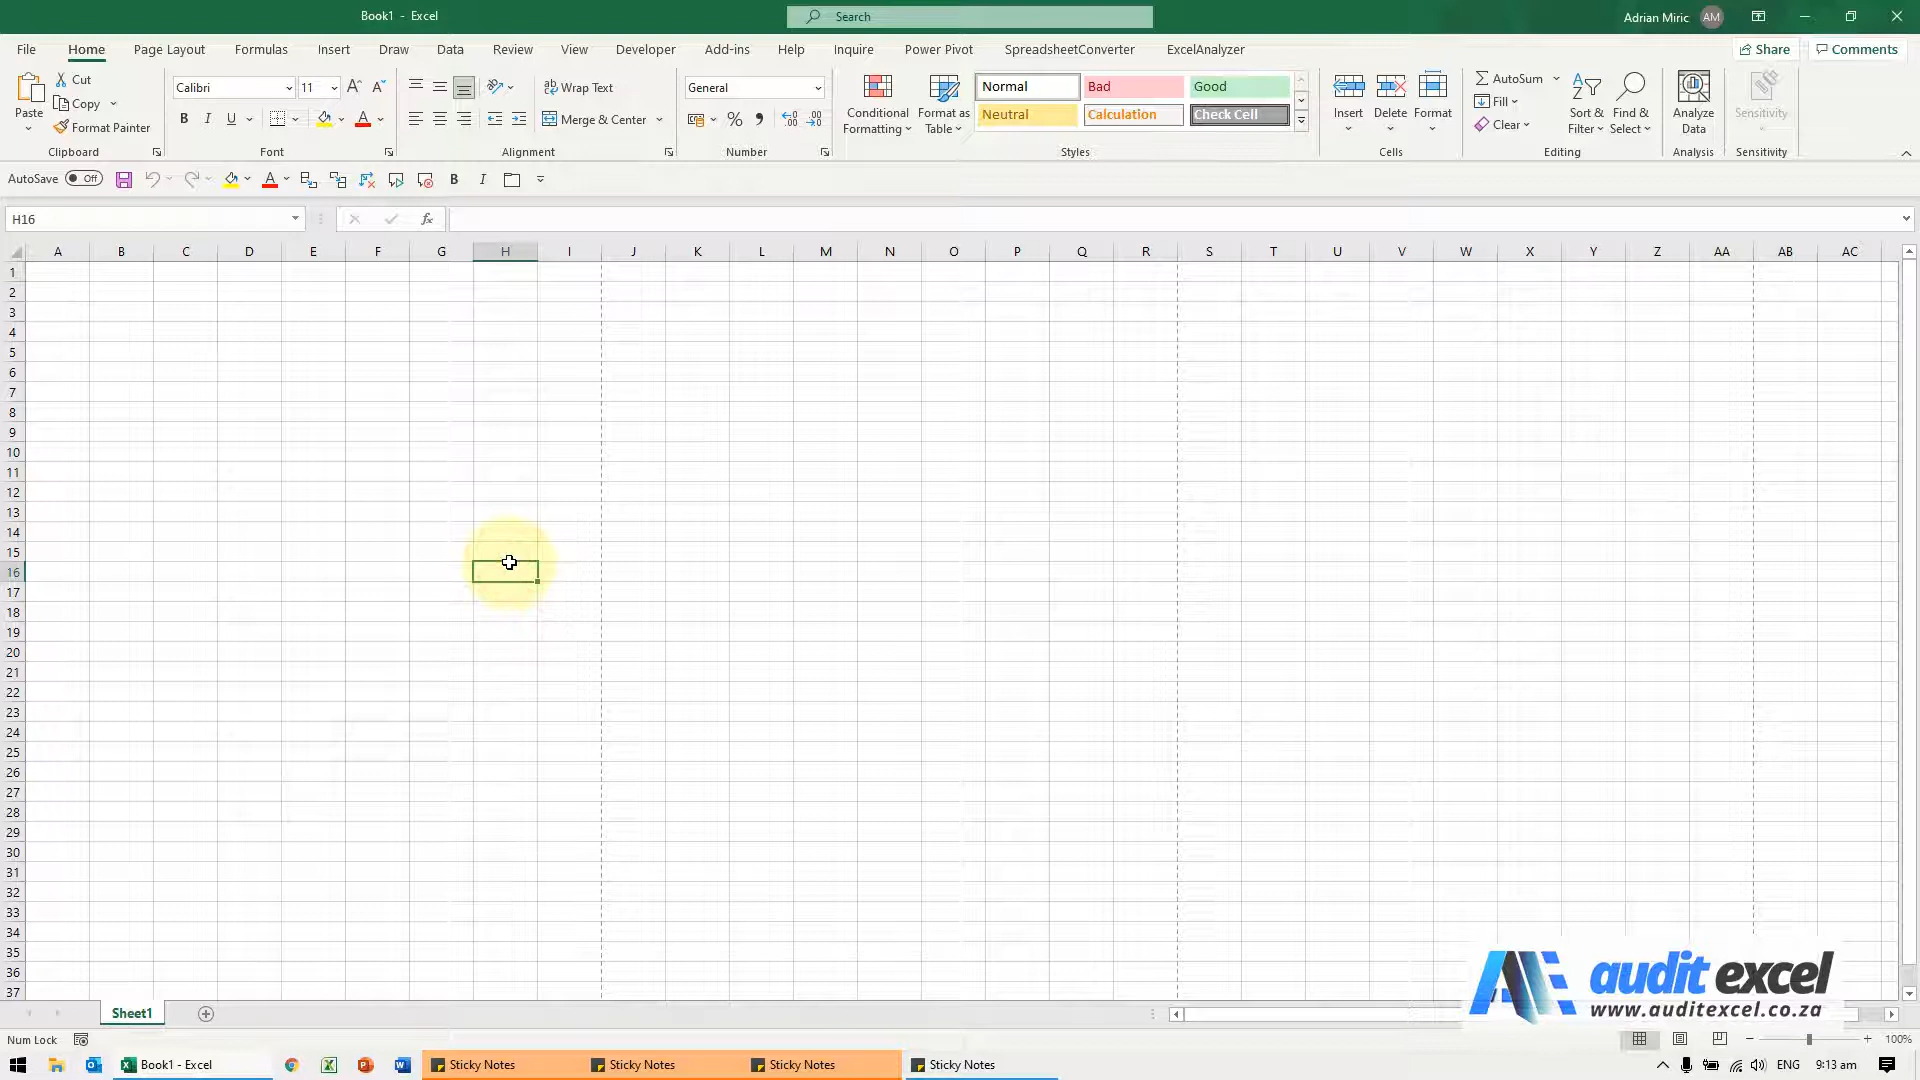 Book1 - Excel
Search
Adrian Miric AM
File Home Page Layout Formulas Insert Draw Data Review View Developer Add-ins Help Inquire Power Pivot SpreadsheetConverter ExcelAnalyzer Share Comments
Paste
Cut
Copy
Format Painter
Clipboard
Calibri 11
B I U
Font
Wrap Text
Merge & Center
Alignment
General
%
Number
Conditional Formatting
Format as Table
Normal Bad Good
Neutral Calculation Check Cell
Styles
Insert Delete Format
Cells
AutoSum
Fill
Clear
Sort & Filter
Find & Select
Editing
Analyze Data
Analysis
Sensitivity
Sensitivity
AutoSave Off B I
H16 fx
A B C D E F G H I J K L M N O P Q R S T U V W X Y Z AA AB AC
1
2
3
4
5
6
7
8
9
10
11
12
13
14
15
16
17
18
19
20
21
22
23
24
25
26
27
28
29
30
31
32
33
34
35
36
37
audit excel
www.auditexcel.co.za
Sheet1
Num Lock 100%
Book1 - Excel Sticky Notes Sticky Notes Sticky Notes Sticky Notes ENG 9:13 am